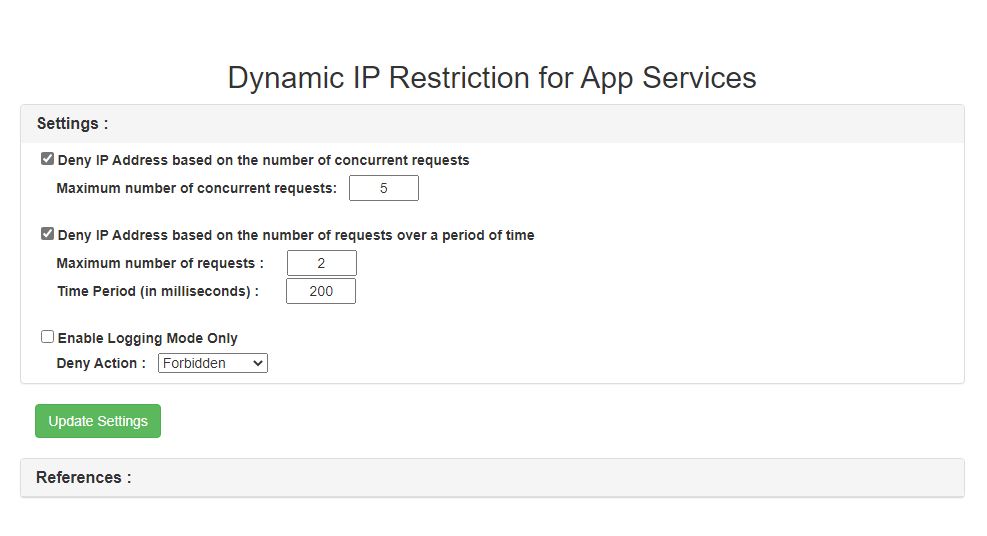 Dynamic IP Restriction for App Services
Settings :
Deny IP Address based on the number of concurrent requests
Maximum number of concurrent requests: 5
Deny IP Address based on the number of requests over a period of time
Maximum number of requests : 2
Time Period (in milliseconds) : 200
Enable Logging Mode Only
Deny Action : Forbidden
Update Settings
References :